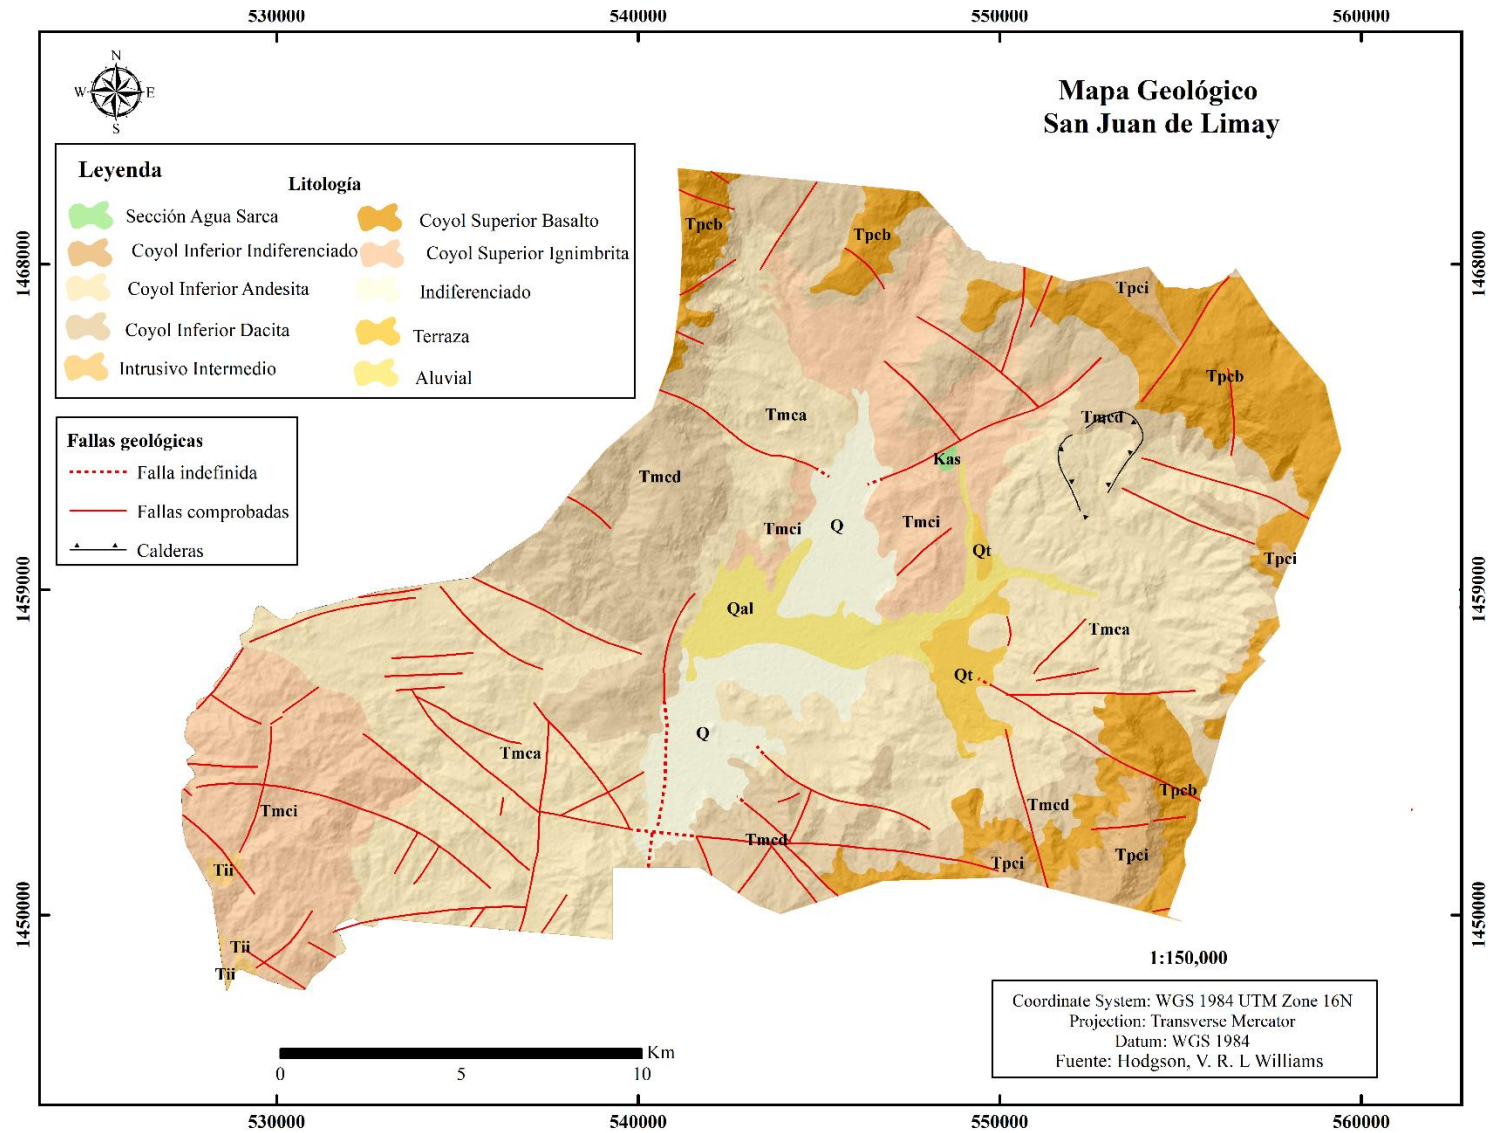 530000
540000
550000
560000
N
W
E
S
Mapa Geológico
San Juan de Limay
Leyenda
Litología
Sección Agua Sarca
Coyol Inferior Indiferenciado
Coyol Inferior Andesita
Coyol Inferior Dacita
Intrusivo Intermedio
Coyol Superior Basalto
Coyol Superior Ignimbrita
Indiferenciado
Terraza
Aluvial
Fallas geológicas
Falla indefinida
Fallas comprobadas
Calderas
1468000
1459000
1450000
1468000
1459000
1450000
Tpcb
Tpcb
Tpci
Tpcb
Tmca
Tmcd
Kas
Tmcd
Q
Tmci
Tmci
Qt
Tpci
Qal
Tmca
Qt
Q
Tmca
Tpcb
Tmcd
Tmci
Tmcd
Tpci
Tpci
Tii
Tii
Tii
1:150,000
Coordinate System: WGS 1984 UTM Zone 16N
Projection: Transverse Mercator
Datum: WGS 1984
Fuente: Hodgson, V. R. L Williams
Km
0
5
10
530000
540000
550000
560000